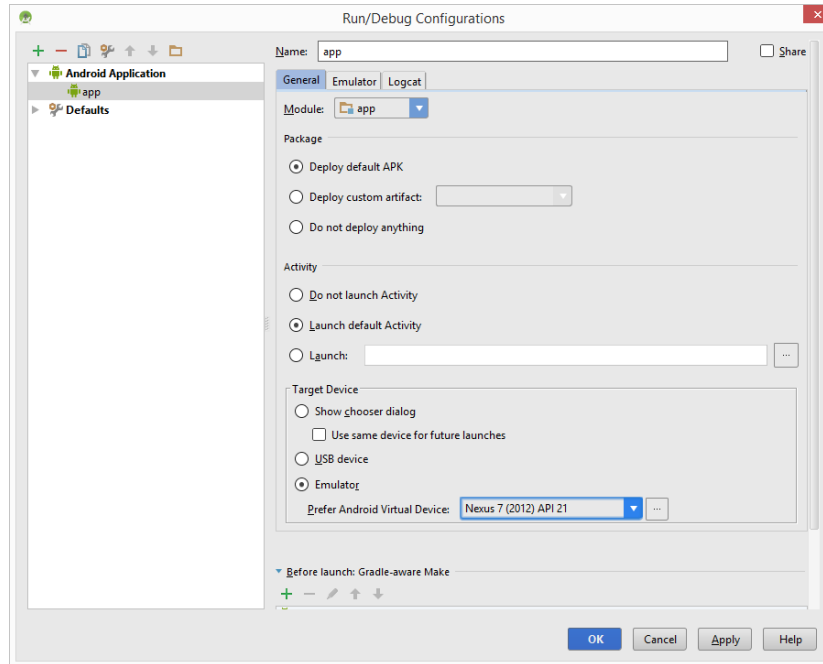 Run/Debug Configurations
Name: app
Share
Android Application
app
Defaults
General Emulator Logcat
Module: app
Package
Deploy default APK
Deploy custom artifact:
Do not deploy anything
Activity
Do not launch Activity
Launch default Activity
Launch:
...
Target Device
Show chooser dialog
Use same device for future launches
USB device
Emulator
Prefer Android Virtual Device: Nexus 7 (2012) API 21 ...
Before launch: Gradle-aware Make
OK Cancel Apply Help